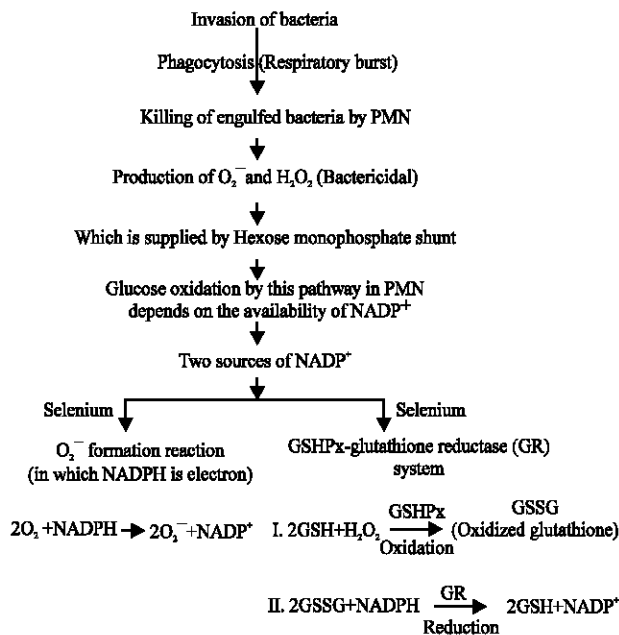 Invasion of bacteria
Phagocytosis (Respiratory burst)
Killing of engulfed bacteria by PMN
Production of O₂⁻ and H₂O₂ (Bactericidal)
Which is supplied by Hexose monophosphate shunt
Glucose oxidation by this pathway in PMN
depends on the availability of NADP⁺
Two sources of NADP⁺
Selenium
Selenium
O₂⁻ formation reaction
(in which NADPH is electron)
GSHPx-glutathione reductase (GR)
system
2O₂ +NADPH → 2O₂⁻+NADP⁺
I. 2GSH+H₂O₂ GSHPx → GSSG
Oxidation (Oxidized glutathione)
II. 2GSSG+NADPH GR → 2GSH+NADP⁺
Reduction